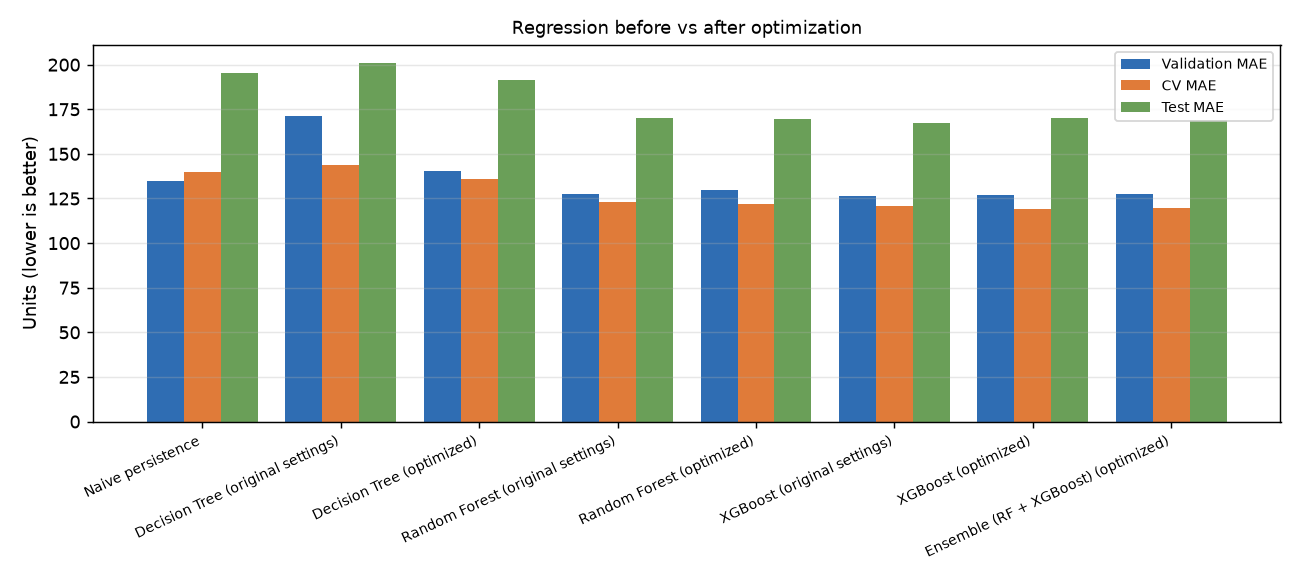 Regression before vs after optimization
Units (lower is better)
200
175
150
125
100
75
50
25
0
Validation MAE
CV MAE
Test MAE
Naive persistence
Decision Tree (original settings)
Decision Tree (optimized)
Random Forest (original settings)
Random Forest (optimized)
XGBoost (original settings)
XGBoost (optimized)
Ensemble (RF + XGBoost) (optimized)